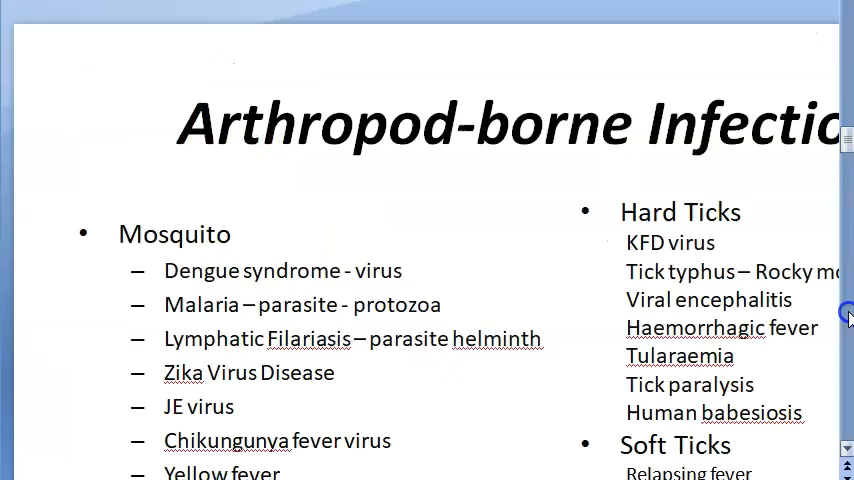 Arthropod-borne Infectio
• Mosquito
– Dengue syndrome - virus
– Malaria – parasite - protozoa
– Lymphatic Filariasis – parasite helminth
– Zika Virus Disease
– JE virus
– Chikungunya fever virus
– Yellow fever
• Hard Ticks
KFD virus
Tick typhus – Rocky mo
Viral encephalitis
Haemorrhagic fever
Tularaemia
Tick paralysis
Human babesiosis
• Soft Ticks
Relapsing fever